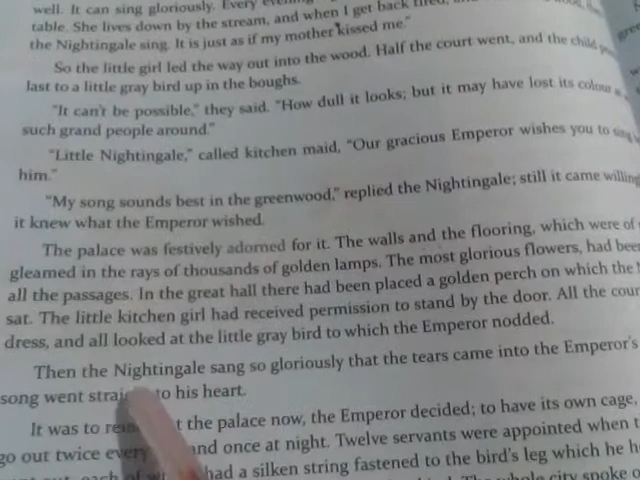 well. It can sing gloriously. Every
table. She lives down by the stream, and when I get back
the Nightingale sing. It is just as if my mother kissed me."
So the little girl led the way out into the wood. Half the court went, and the child
last to a little gray bird up in the boughs.
"It can't be possible," they said. "How dull it looks; but it may have lost its colour
such grand people around."
"Little Nightingale," called kitchen maid, "Our gracious Emperor wishes you to sing
him."
"My song sounds best in the greenwood," replied the Nightingale; still it came
it knew what the Emperor wished.
The palace was festively adorned for it. The walls and the flooring, which were of
gleamed in the rays of thousands of golden lamps. The most glorious flowers, had been
all the passages. In the great hall there had been placed a golden perch on which the
sat. The little kitchen girl had received permission to stand by the door. All the
dress, and all looked at the little gray bird to which the Emperor nodded.
Then the Nightingale sang so gloriously that the tears came into the Emperor's
song went to his heart.
It was to the palace now, the Emperor decided; to have its own cage,
go out twice every and once at night. Twelve servants were appointed when
had a silken string fastened to the bird's leg which he
The whole city spoke